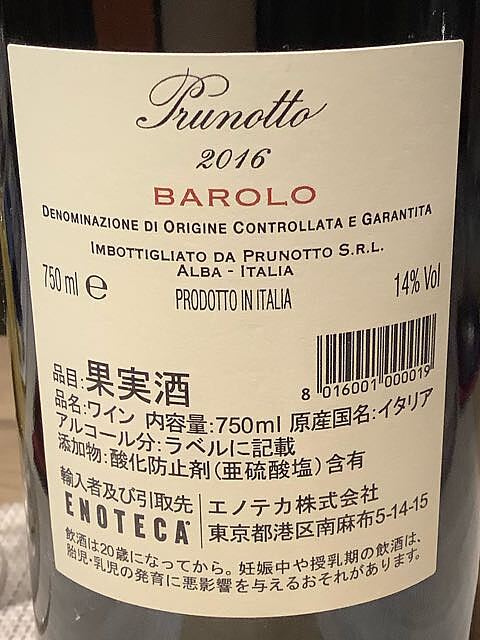 Prunotto
2016
BAROLO
DENOMINAZIONE DI ORIGINE CONTROLLATA E GARANTITA
IMBOTTIGLIATO DA PRUNOTTO S.R.L.
ALBA - ITALIA
750 ml e
PRODOTTO IN ITALIA
14% Vol
8 016001 000019
品目:果実酒
品名:ワイン 内容量:750ml 原産国名:イタリア
アルコール分:ラベルに記載
添加物:酸化防止剤(亜硫酸塩)含有
輸入者及び引取先
ENOTECA
エノテカ株式会社
東京都港区南麻布5-14-15
飲酒は20歳になってから。妊娠中や授乳期の飲酒は、
胎児・乳児の発育に悪影響を与えるおそれがあります。